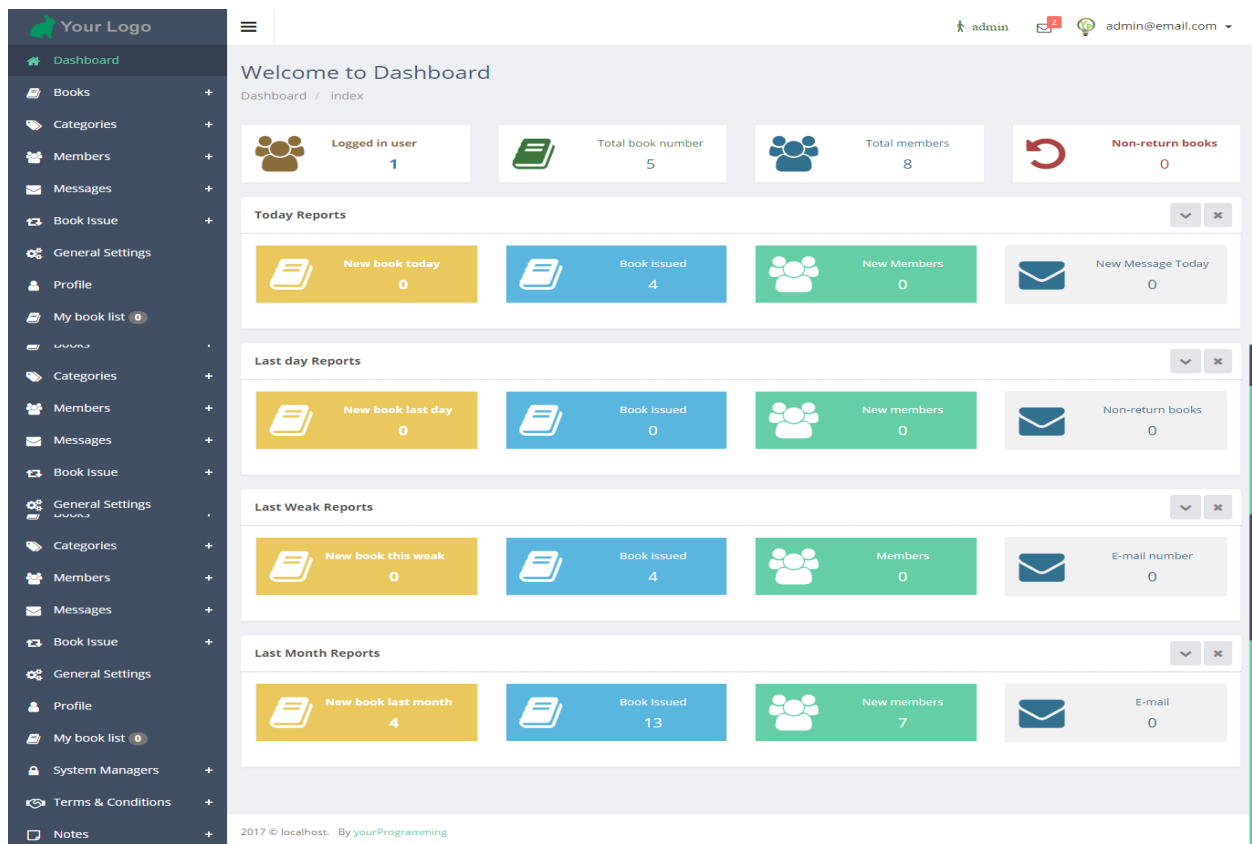 Your Logo
Dashboard
Books +
Categories +
Members +
Messages +
Book Issue +
General Settings
Profile
My book list 0
Categories +
Members +
Messages +
Book Issue +
General Settings
Categories +
Members +
Messages +
Book Issue +
General Settings
Profile
My book list 0
System Managers +
Terms & Conditions +
Notes +
admin 2 admin@email.com
Welcome to Dashboard
Dashboard / index
Logged in user
1
Total book number
5
Total members
8
Non-return books
0
Today Reports
New book today
0
Book issued
4
New Members
0
New Message Today
0
Last day Reports
New book last day
0
Book issued
0
New members
0
Non-return books
0
Last Weak Reports
New book this weak
0
Book issued
4
Members
0
E-mail number
0
Last Month Reports
New book last month
4
Book Issued
13
New members
7
E-mail
0
2017 © localhost. By yourProgramming